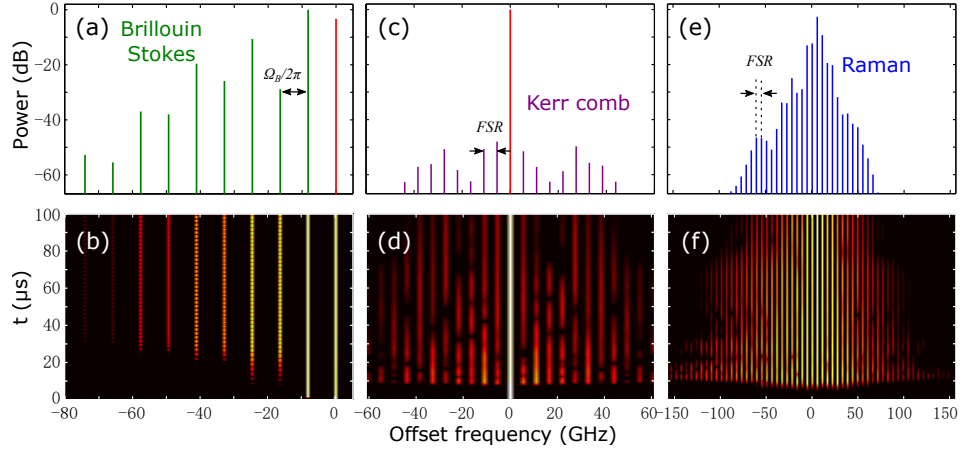 (a)
Brillouin
Stokes
Ω_B/2π
Power (dB)
0
−20
−40
−60
(c)
Kerr comb
FSR
(e)
Raman
FSR
(b)
t (μs)
100
80
60
40
20
0
(d)
(f)
−80 −60 −40 −20 0
−60 −40 −20 0 20 40 60
−150 −100 −50 0 50 100 150
Offset frequency (GHz)